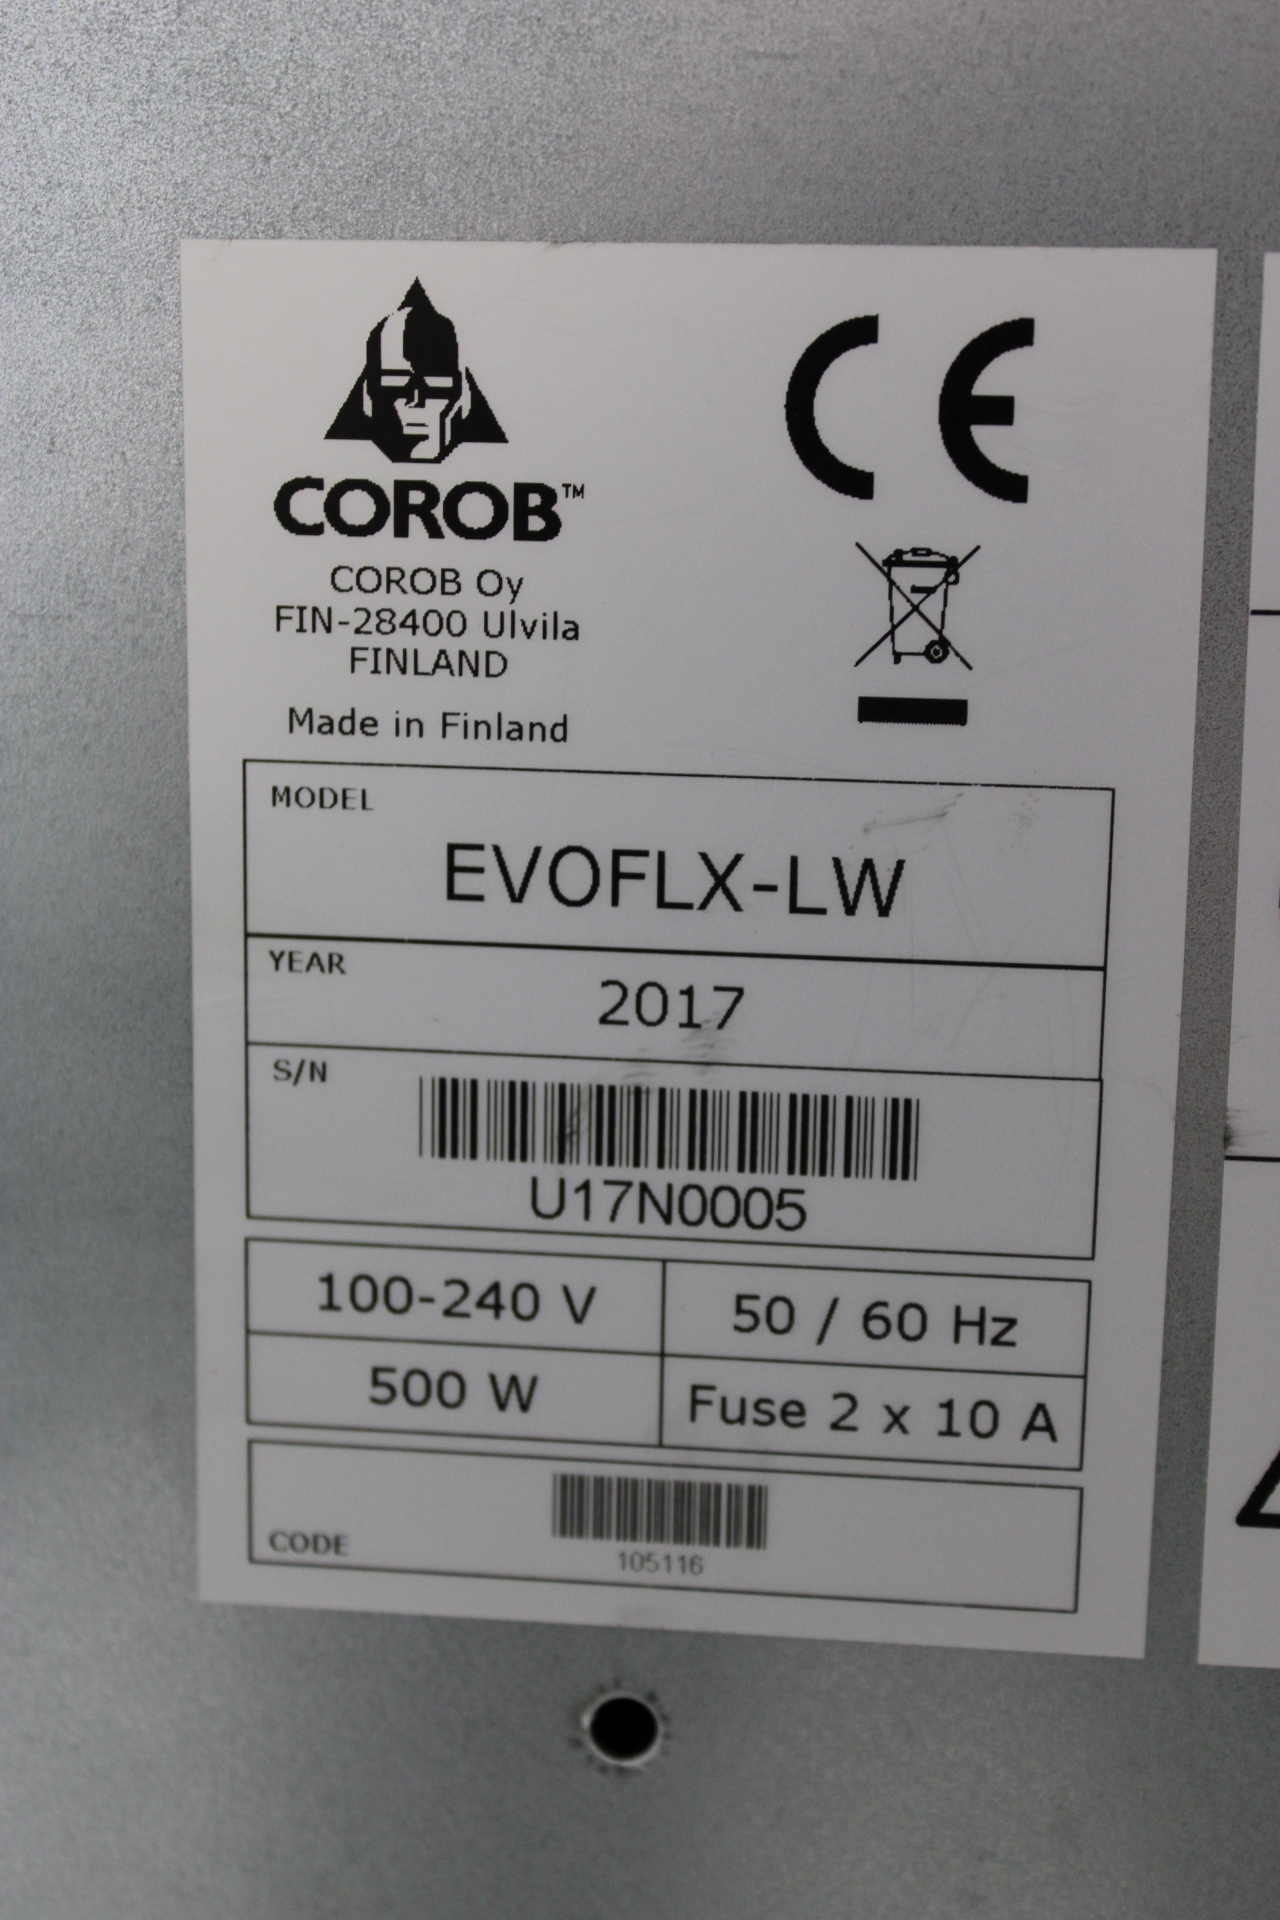 COROB™
COROB Oy
FIN-28400 Ulvila
FINLAND
Made in Finland
CE
MODEL
EVOFLX-LW
YEAR
2017
S/N
U17N0005
100-240 V
50 / 60 Hz
500 W
Fuse 2 x 10 A
CODE
105116